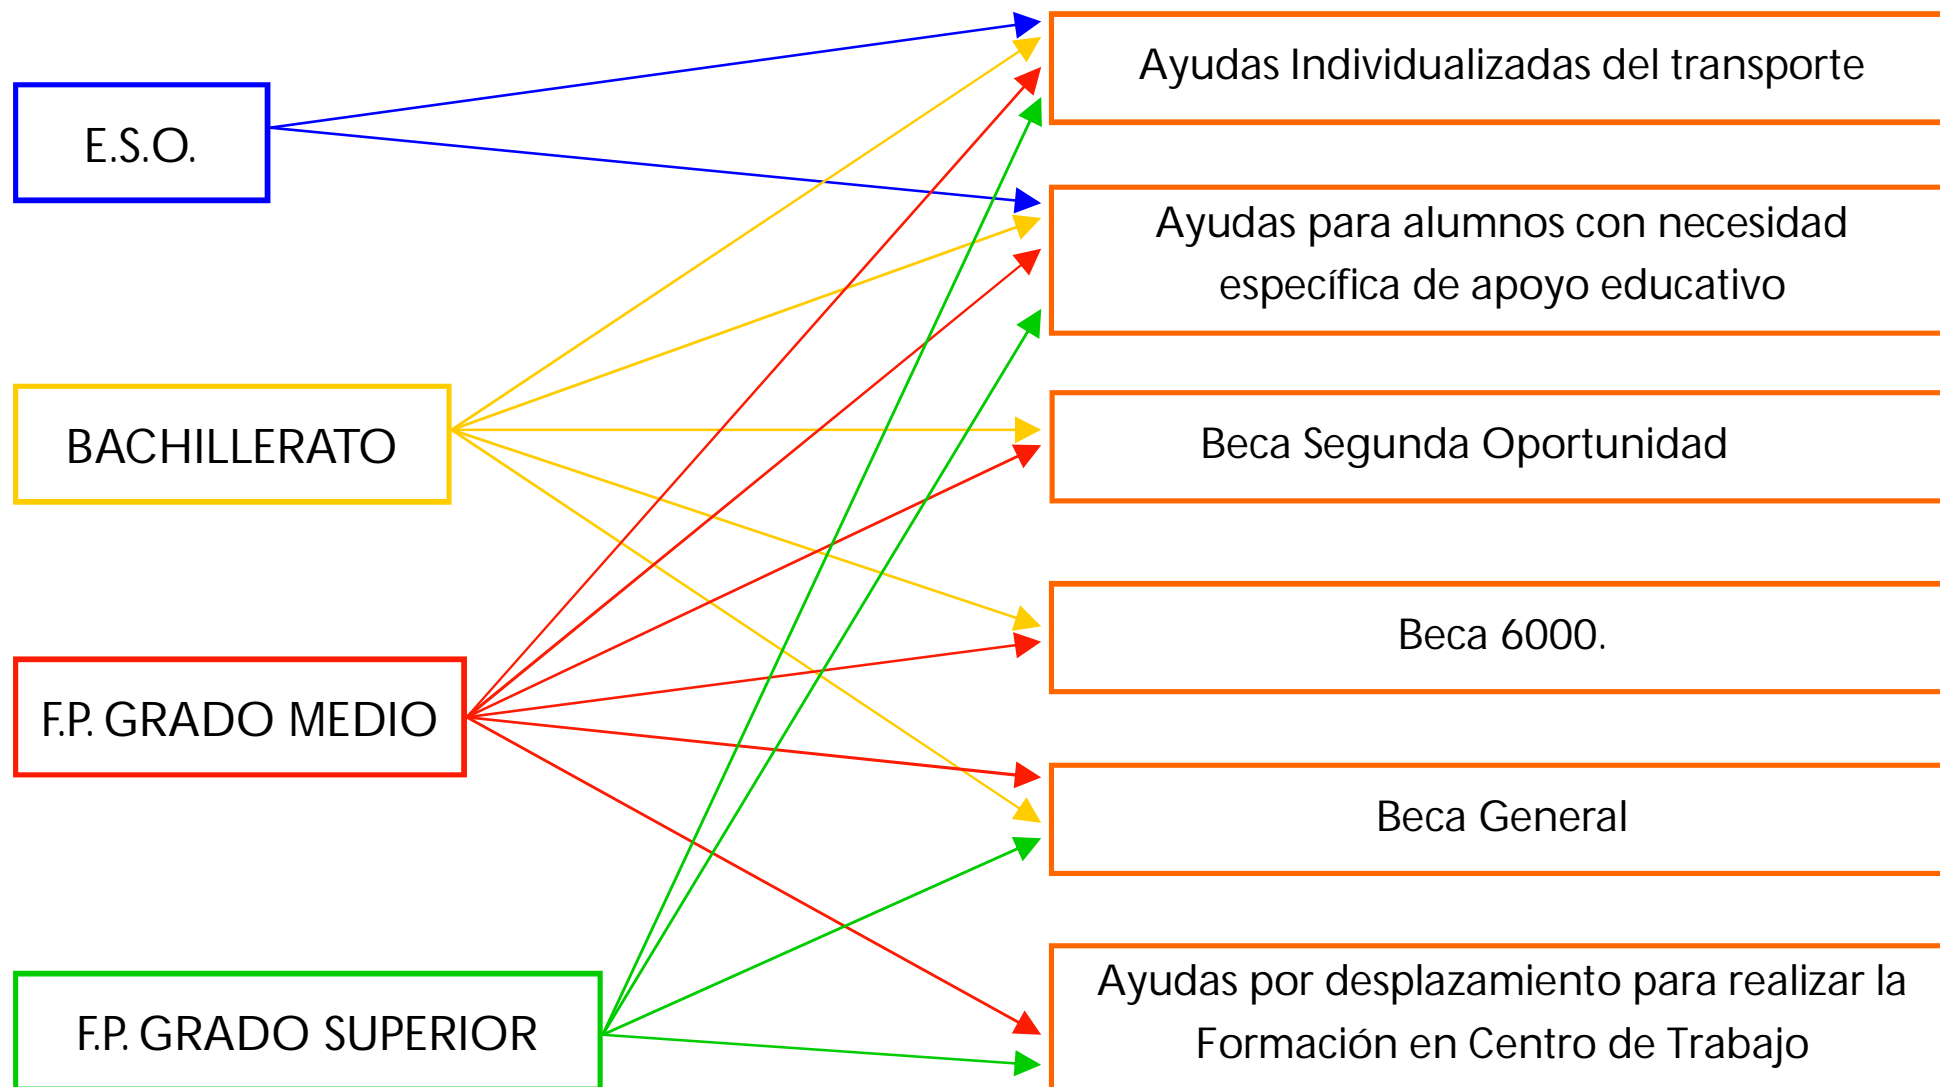 E.S.O.
BACHILLERATO
F.P. GRADO MEDIO
F.P. GRADO SUPERIOR
Ayudas Individualizadas del transporte
Ayudas para alumnos con necesidad
específica de apoyo educativo
Beca Segunda Oportunidad
Beca 6000.
Beca General
Ayudas por desplazamiento para realizar la
Formación en Centro de Trabajo